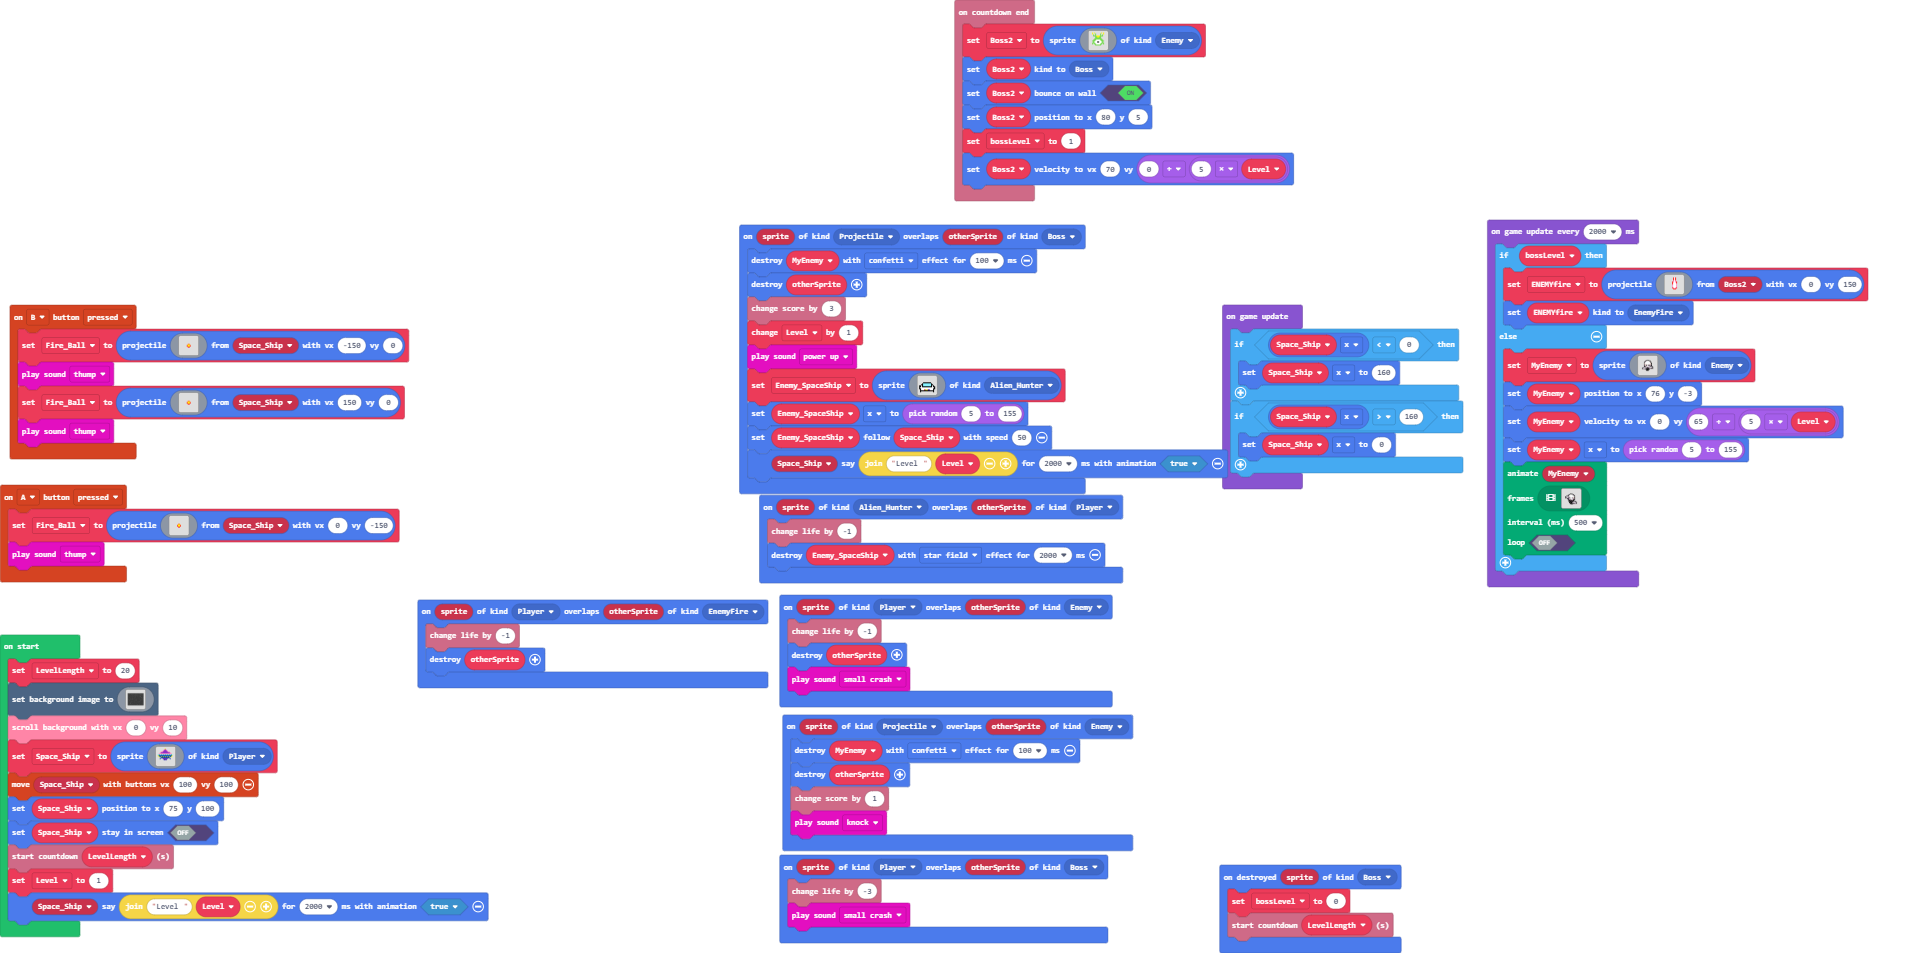 on countdown end
set Boss2 to sprite of kind Enemy
set Boss2 kind to Boss
set Boss2 bounce on wall ON
set Boss2 position to x 80 y 5
set bossLevel to 1
set Boss2 velocity to vx 70 vy 0 + 5 × Level
on sprite of kind Projectile overlaps otherSprite of kind Boss
destroy MyEnemy with confetti effect for 100 ms
destroy otherSprite
change score by 3
change Level by 1
play sound power up
set Enemy_SpaceShip to sprite of kind Alien_Hunter
set Enemy_SpaceShip x to pick random 5 to 155
set Enemy_SpaceShip follow Space_Ship with speed 50
Space_Ship say join "Level " Level for 2000 ms with animation true
on game update
if Space_Ship x < 0 then
set Space_Ship x to 160
if Space_Ship x > 160 then
set Space_Ship x to 0
on game update every 2000 ms
if bossLevel then
set ENEMYfire to projectile from Boss2 with vx 0 vy 150
set ENEMYfire kind to EnemyFire
else
set MyEnemy to sprite of kind Enemy
set MyEnemy position to x 76 y -3
set MyEnemy velocity to vx 0 vy 65 + 5 × Level
set MyEnemy x to pick random 5 to 155
animate MyEnemy
frames
interval (ms) 500
loop OFF
on B button pressed
set Fire_Ball to projectile from Space_Ship with vx -150 vy 0
play sound thump
set Fire_Ball to projectile from Space_Ship with vx 150 vy 0
play sound thump
on A button pressed
set Fire_Ball to projectile from Space_Ship with vx 0 vy -150
play sound thump
on sprite of kind Alien_Hunter overlaps otherSprite of kind Player
change life by -1
destroy Enemy_SpaceShip with star field effect for 2000 ms
on sprite of kind Player overlaps otherSprite of kind EnemyFire
change life by -1
destroy otherSprite
on sprite of kind Player overlaps otherSprite of kind Enemy
change life by -1
destroy otherSprite
play sound small crash
on start
set LevelLength to 20
set background image to
scroll background with vx 0 vy 10
set Space_Ship to sprite of kind Player
move Space_Ship with buttons vx 100 vy 100
set Space_Ship position to x 75 y 100
set Space_Ship stay in screen OFF
start countdown LevelLength (s)
set Level to 1
Space_Ship say join "Level " Level for 2000 ms with animation true
on sprite of kind Projectile overlaps otherSprite of kind Enemy
destroy MyEnemy with confetti effect for 100 ms
destroy otherSprite
change score by 1
play sound knock
on sprite of kind Player overlaps otherSprite of kind Boss
change life by -3
play sound small crash
on destroyed sprite of kind Boss
set bossLevel to 0
start countdown LevelLength (s)